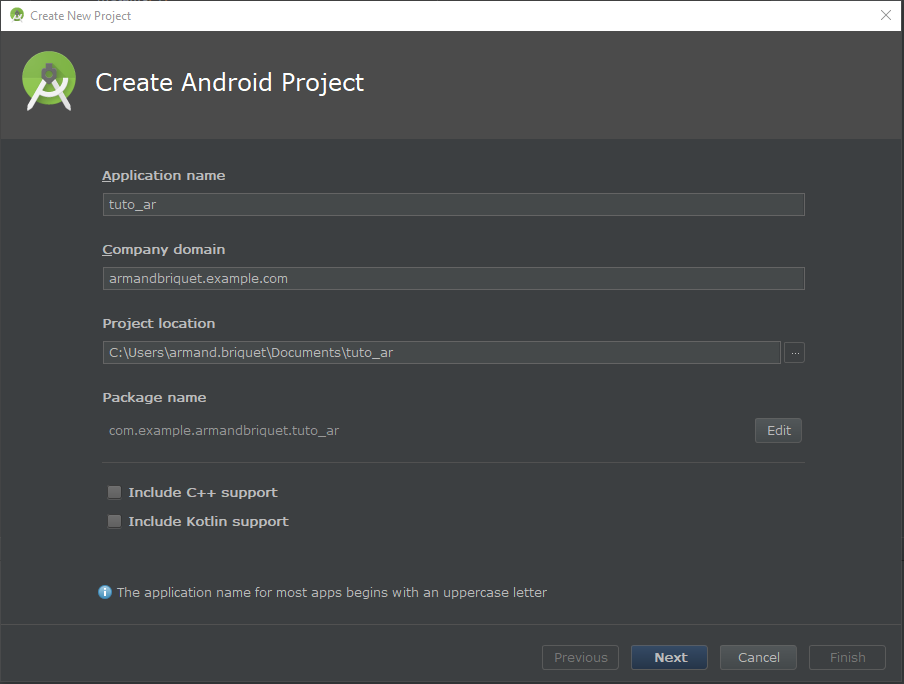 Create New Project
Create Android Project
Application name
tuto_ar
Company domain
armandbriquet.example.com
Project location
C:\Users\armand.briquet\Documents\tuto_ar
...
Package name
com.example.armandbriquet.tuto_ar
Edit
Include C++ support
Include Kotlin support
The application name for most apps begins with an uppercase letter
Previous Next Cancel Finish